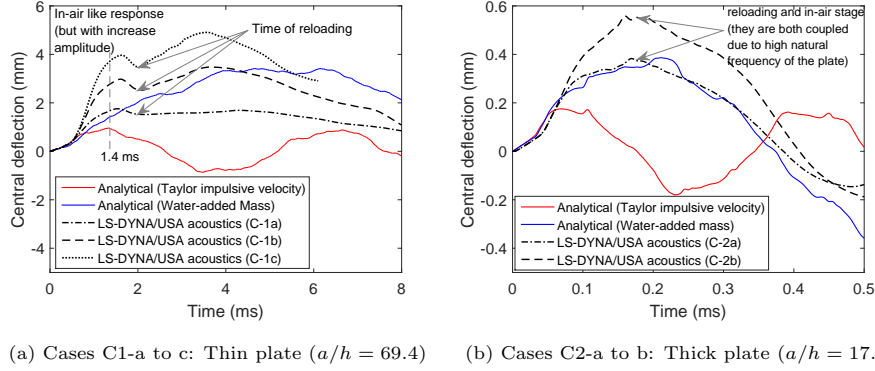 In-air like response
(but with increase
amplitude)
Time of reloading
1.4 ms
Central deflection (mm)
6
4
2
0
-2
-4
-6
Analytical (Taylor impulsive velocity)
Analytical (Water-added Mass)
LS-DYNA/USA acoustics (C-1a)
LS-DYNA/USA acoustics (C-1b)
LS-DYNA/USA acoustics (C-1c)
0 2 4 6 8
Time (ms)
(a) Cases C1-a to c: Thin plate (a/h = 69.4)
reloading and in-air stage
(they are both coupled
due to high natural
frequency of the plate)
Central deflection (mm)
0.6
0.4
0.2
0
-0.2
-0.4
Analytical (Taylor impulsive velocity)
Analytical (Water-added mass)
LS-DYNA/USA acoustics (C-2a)
LS-DYNA/USA acoustics (C-2b)
0 0.1 0.2 0.3 0.4 0.5
Time (ms)
(b) Cases C2-a to b: Thick plate (a/h = 17.